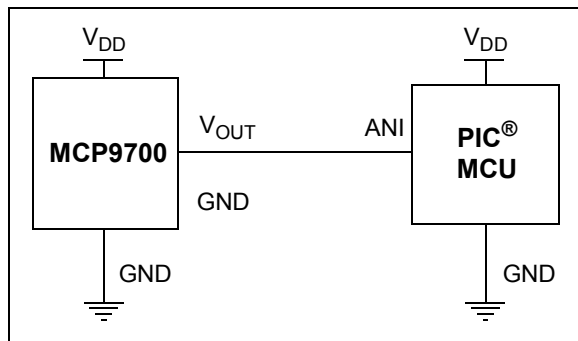 VDD
VDD
VOUT
ANI
MCP9700
PIC®
MCU
GND
GND
GND